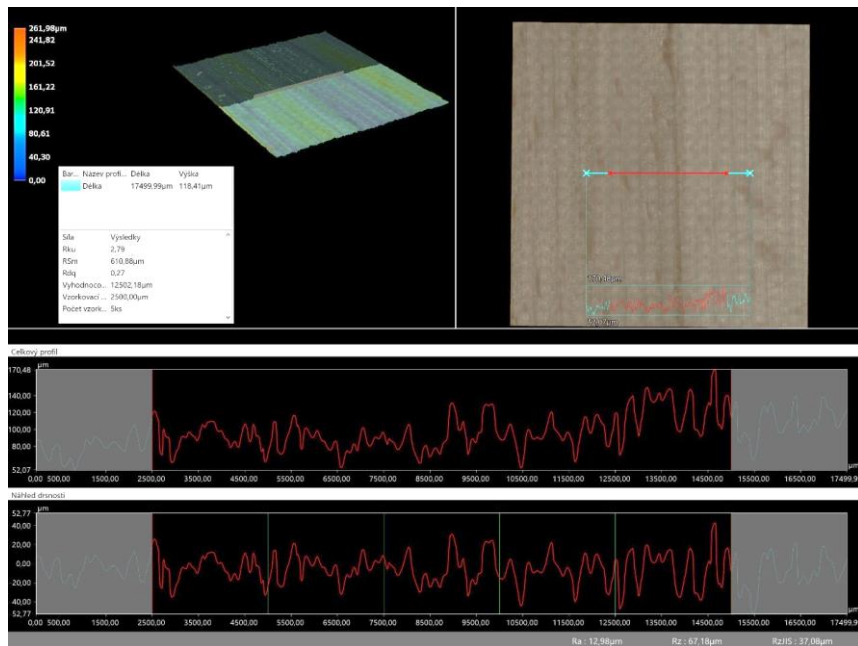 261,98µm
241,82
201,52
161,22
120,91
80,61
40,30
0,00
Bar... Název profi... Délka Výška
Délka 17499,99µm 118,41µm
Síla Výsledky
Rku 2,79
RSm 610,88µm
Rdq 0,27
Vyhodnoco... 12502,18µm
Vzorkovací ... 2500,00µm
Počet vzork... 5ks
Celkový profil
µm
170,48
140,00
120,00
100,00
80,00
52,07
0,00 500,00 1500,00 2500,00 3500,00 4500,00 5500,00 6500,00 7500,00 8500,00 9500,00 10500,00 11500,00 12500,00 13500,00 14500,00 15500,00 16500,00 17499,9
µm
Náhled drsnosti
µm
52,77
40,00
20,00
0,00
20,00
40,00
52,77
0,00 500,00 1500,00 2500,00 3500,00 4500,00 5500,00 6500,00 7500,00 8500,00 9500,00 10500,00 11500,00 12500,00 13500,00 14500,00 15500,00 16500,00 17499,9
µm
Ra : 12,98µm Rz : 67,18µm RzJIS : 37,08µm